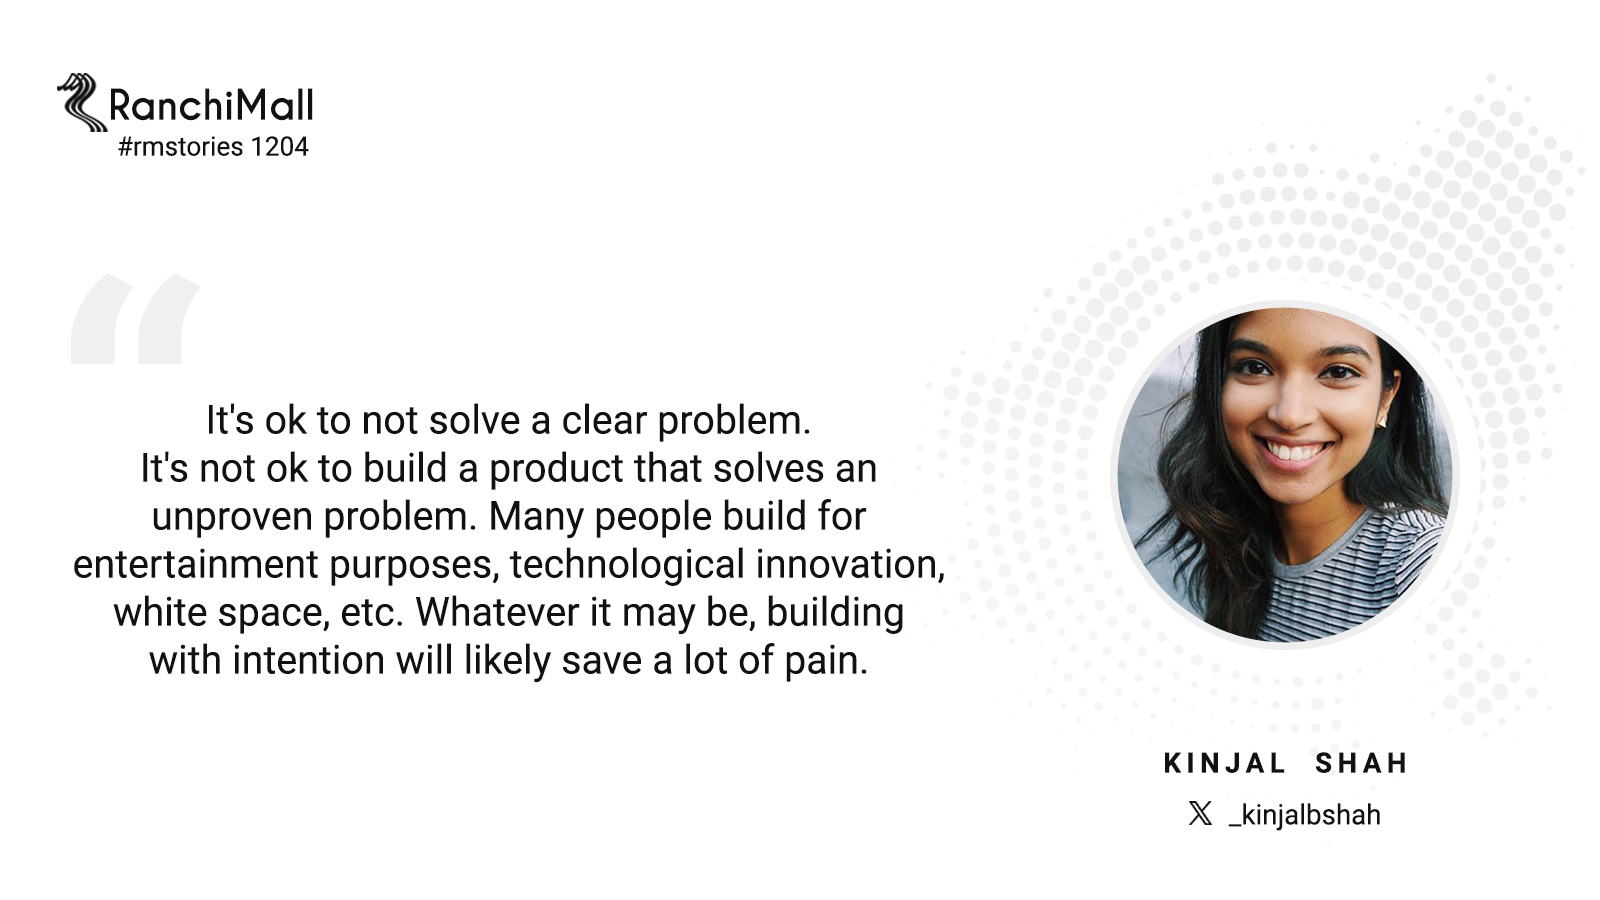 RanchiMall
#rmstories 1204
It's ok to not solve a clear problem.
It's not ok to build a product that solves an
unproven problem. Many people build for
entertainment purposes, technological innovation,
white space, etc. Whatever it may be, building
with intention will likely save a lot of pain.
KINJAL SHAH
𝕏 _kinjalbshah